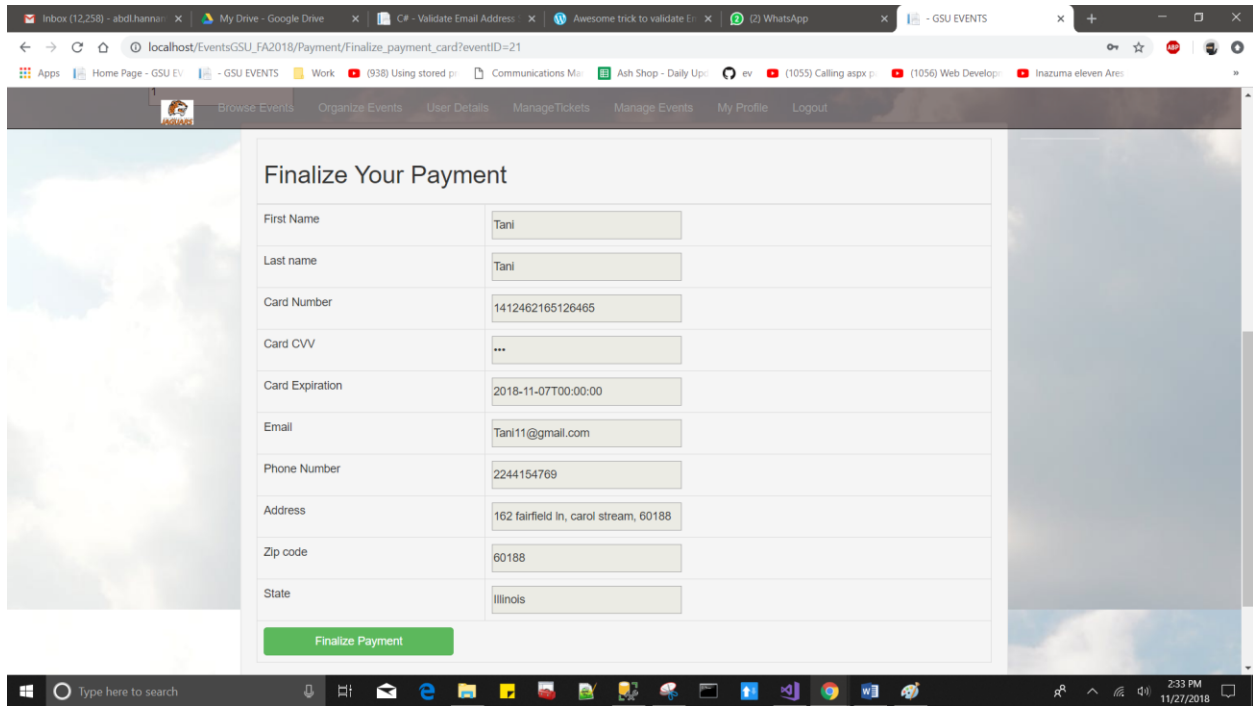 Inbox (12,258) - abdl.hannan
My Drive - Google Drive
C# - Validate Email Address
Awesome trick to validate Em
(2) WhatsApp
- GSU EVENTS
localhost/EventsGSU_FA2018/Payment/Finalize_payment_card?eventID=21
ABP
Apps
Home Page - GSU EV
- GSU EVENTS
Work
(938) Using stored pr
Communications Ma
Ash Shop - Daily Upd
ev
(1055) Calling aspx p
(1056) Web Develop
Inazuma eleven Ares
»
1
JAGUARS
Browse Events Organize Events User Details ManageTickets Manage Events My Profile Logout
Finalize Your Payment
First Name Tani
Last name Tani
Card Number 1412462165126465
Card CVV •••
Card Expiration 2018-11-07T00:00:00
Email Tani11@gmail.com
Phone Number 2244154769
Address 162 fairfield ln, carol stream, 60188
Zip code 60188
State Illinois
Finalize Payment
Type here to search
2:33 PM
11/27/2018